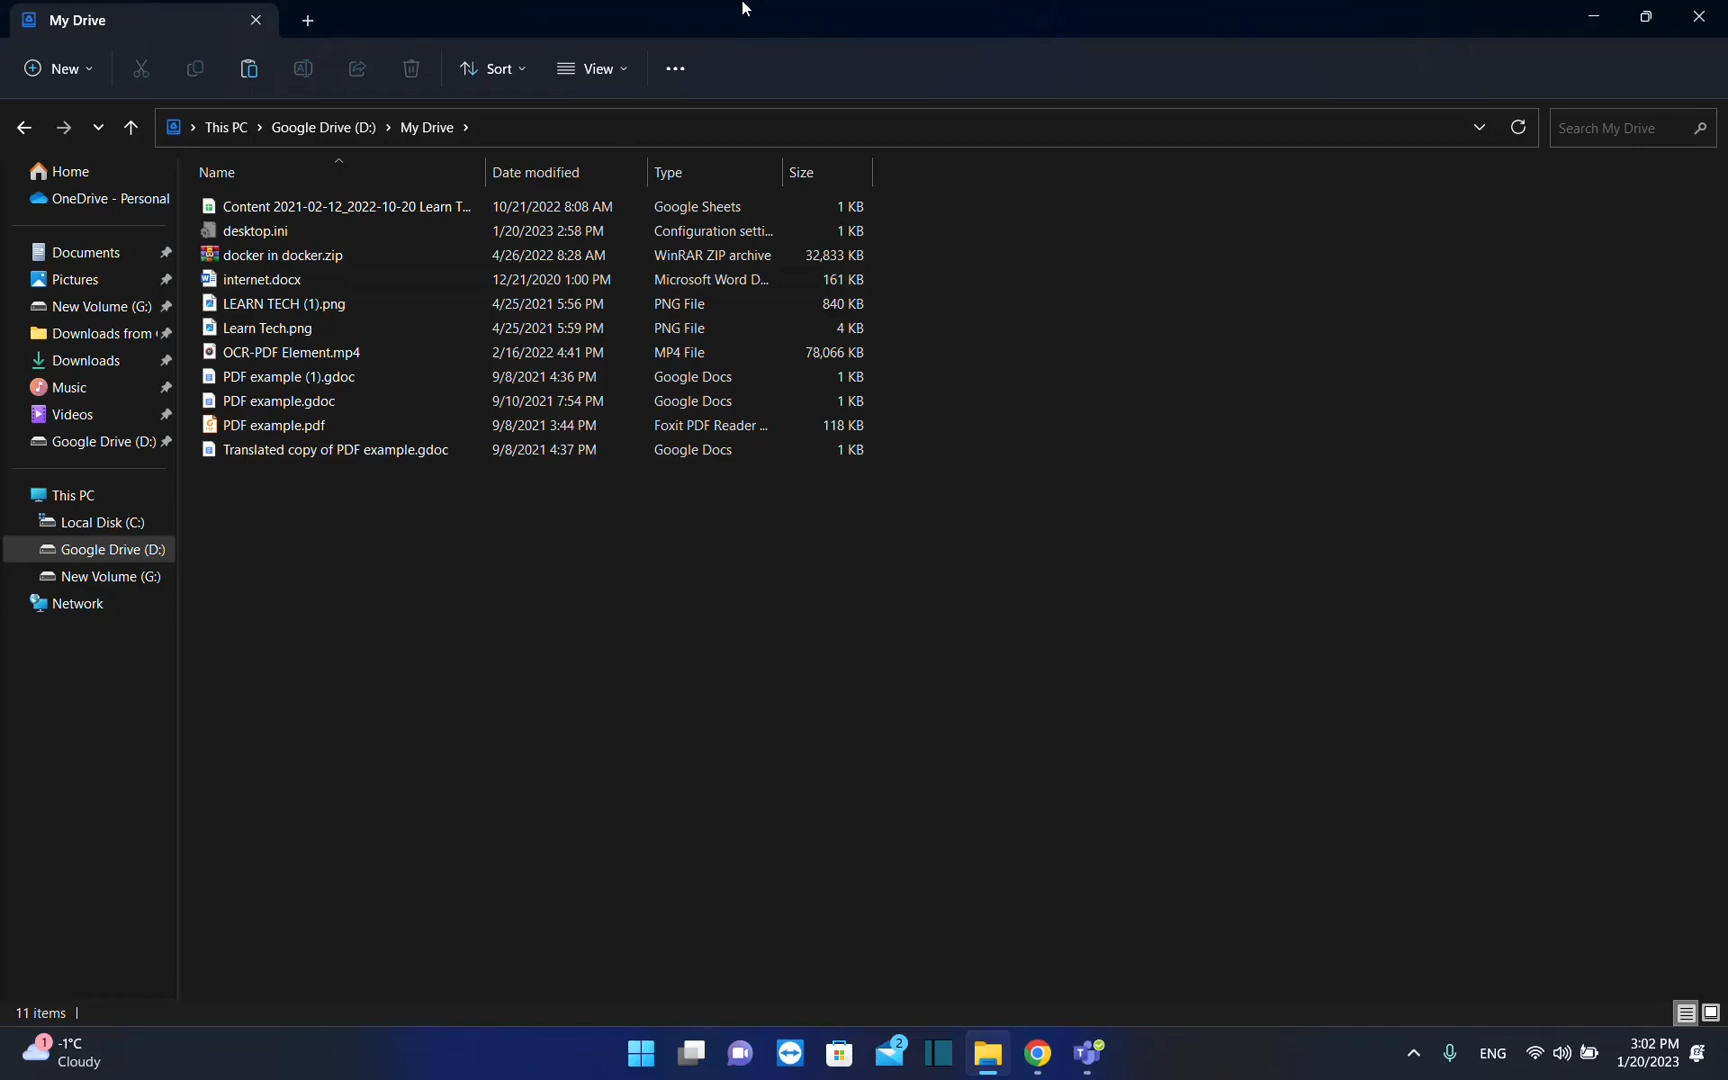 My Drive
New
Sort
View
This PC > Google Drive (D:) > My Drive >
Search My Drive
Home
OneDrive - Personal
Documents
Pictures
New Volume (G:)
Downloads from
Downloads
Music
Videos
Google Drive (D:)
This PC
Local Disk (C:)
Google Drive (D:)
New Volume (G:)
Network
Name Date modified Type Size
Content 2021-02-12_2022-10-20 Learn T... 10/21/2022 8:08 AM Google Sheets 1 KB
desktop.ini 1/20/2023 2:58 PM Configuration setti... 1 KB
docker in docker.zip 4/26/2022 8:28 AM WinRAR ZIP archive 32,833 KB
internet.docx 12/21/2020 1:00 PM Microsoft Word D... 161 KB
LEARN TECH (1).png 4/25/2021 5:56 PM PNG File 840 KB
Learn Tech.png 4/25/2021 5:59 PM PNG File 4 KB
OCR-PDF Element.mp4 2/16/2022 4:41 PM MP4 File 78,066 KB
PDF example (1).gdoc 9/8/2021 4:36 PM Google Docs 1 KB
PDF example.gdoc 9/10/2021 7:54 PM Google Docs 1 KB
PDF example.pdf 9/8/2021 3:44 PM Foxit PDF Reader ... 118 KB
Translated copy of PDF example.gdoc 9/8/2021 4:37 PM Google Docs 1 KB
11 items
1
-1°C
Cloudy
2
ENG
3:02 PM
1/20/2023